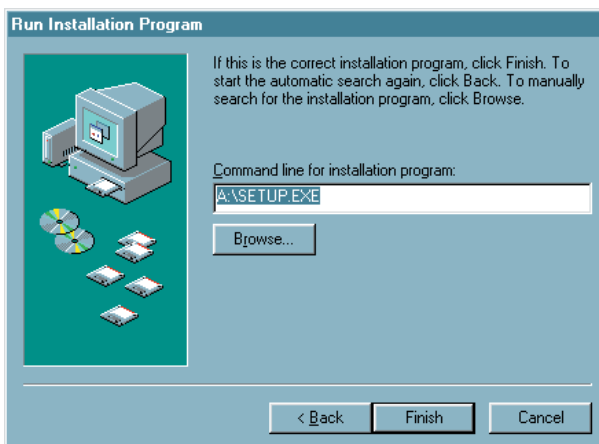 Run Installation Program
If this is the correct installation program, click Finish. To
start the automatic search again, click Back. To manually
search for the installation program, click Browse.
Command line for installation program:
A:\SETUP.EXE
Browse...
< Back
Finish
Cancel